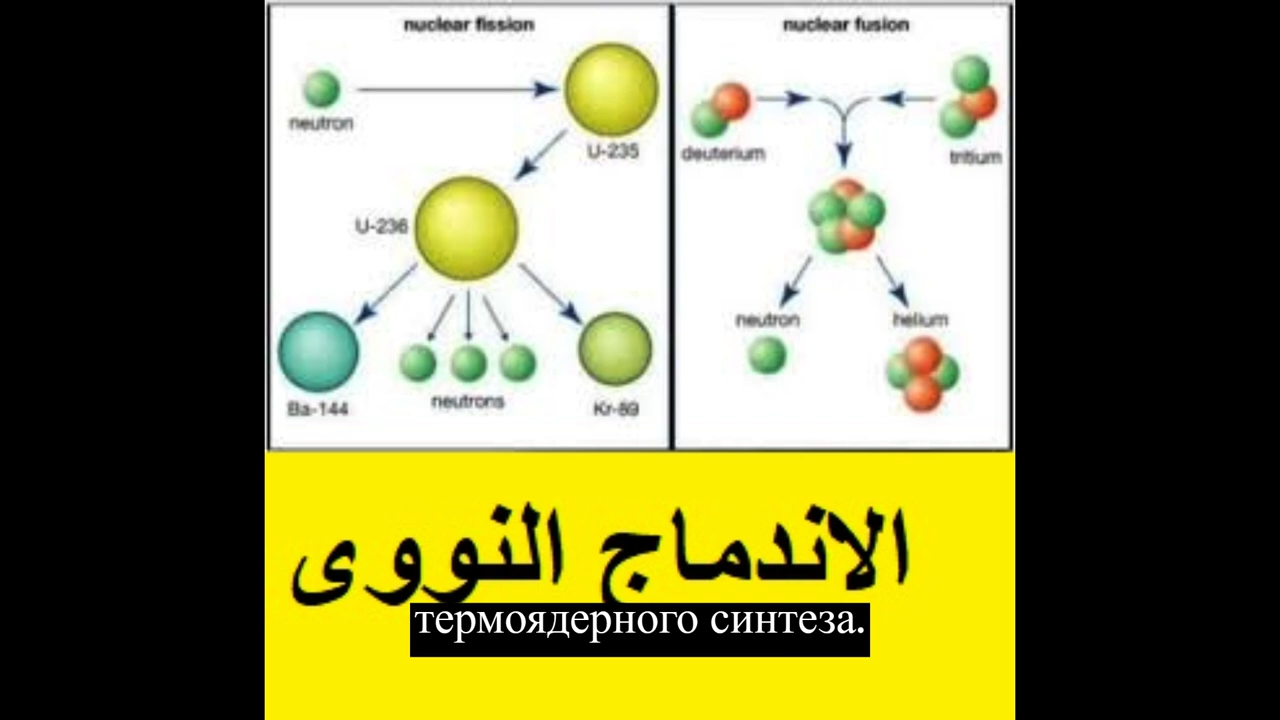 nuclear fission
neutron
U-235
U-236
Ba-144
neutrons
Kr-89
nuclear fusion
deuterium
tritium
neutron
helium
الاندماج النووى
термоядерного синтеза.